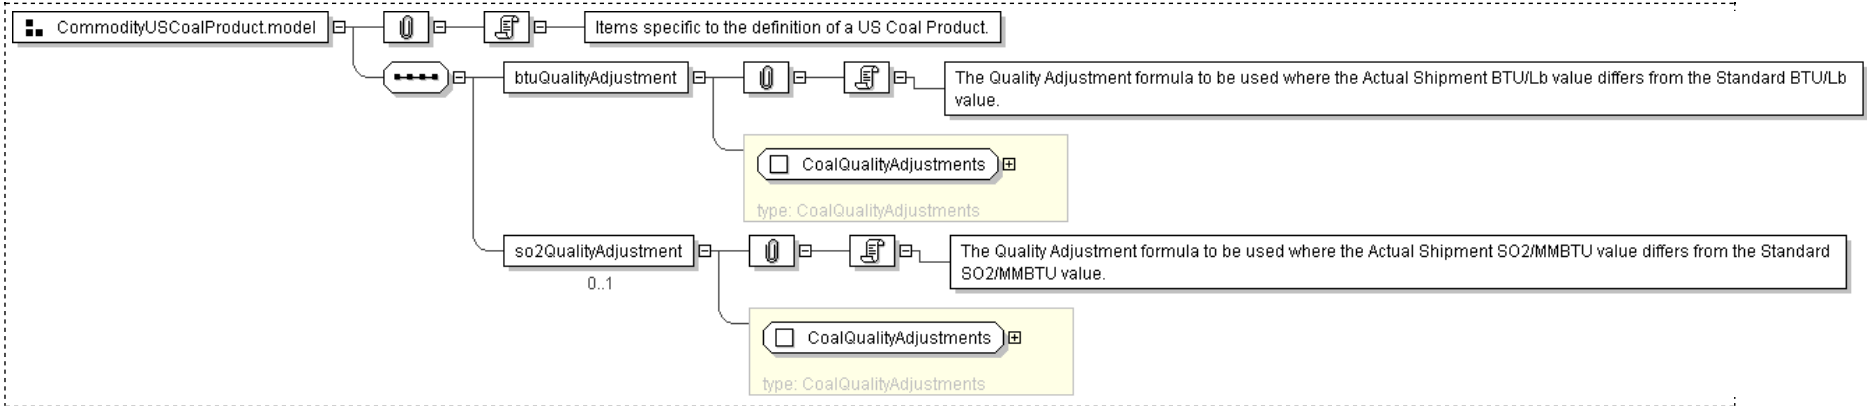 CommodityUSCoalProduct.model
Items specific to the definition of a US Coal Product.
btuQualityAdjustment
The Quality Adjustment formula to be used where the Actual Shipment BTU/Lb value differs from the Standard BTU/Lb
value.
CoalQualityAdjustments
type: CoalQualityAdjustments
so2QualityAdjustment
0..1
The Quality Adjustment formula to be used where the Actual Shipment SO2/MMBTU value differs from the Standard
SO2/MMBTU value.
CoalQualityAdjustments
type: CoalQualityAdjustments